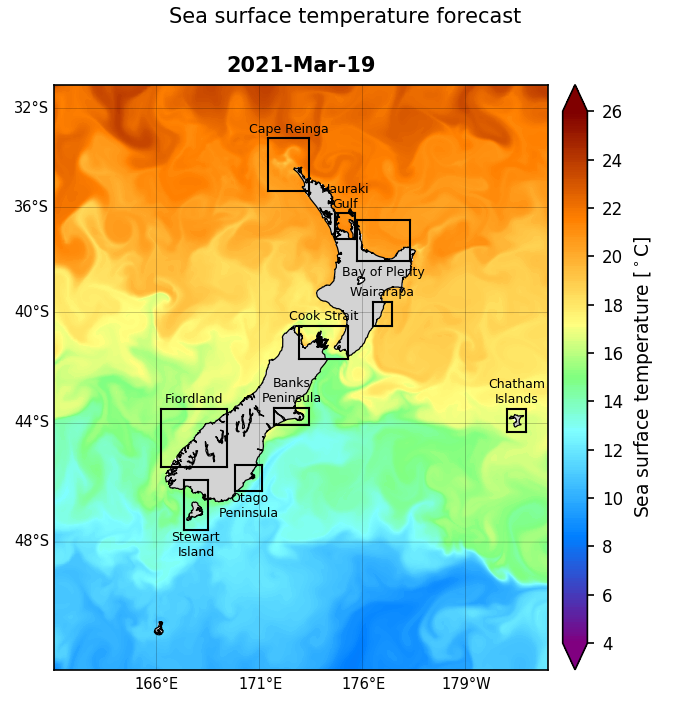 Sea surface temperature forecast
2021-Mar-19
32°S
36°S
40°S
44°S
48°S
166°E
171°E
176°E
179°W
Cape Reinga
Hauraki
Gulf
Bay of Plenty
Wairarapa
Cook Strait
Banks
Peninsula
Fiordland
Chatham
Islands
Otago
Peninsula
Stewart
Island
26
24
22
20
18
16
14
12
10
8
6
4
Sea surface temperature [°C]